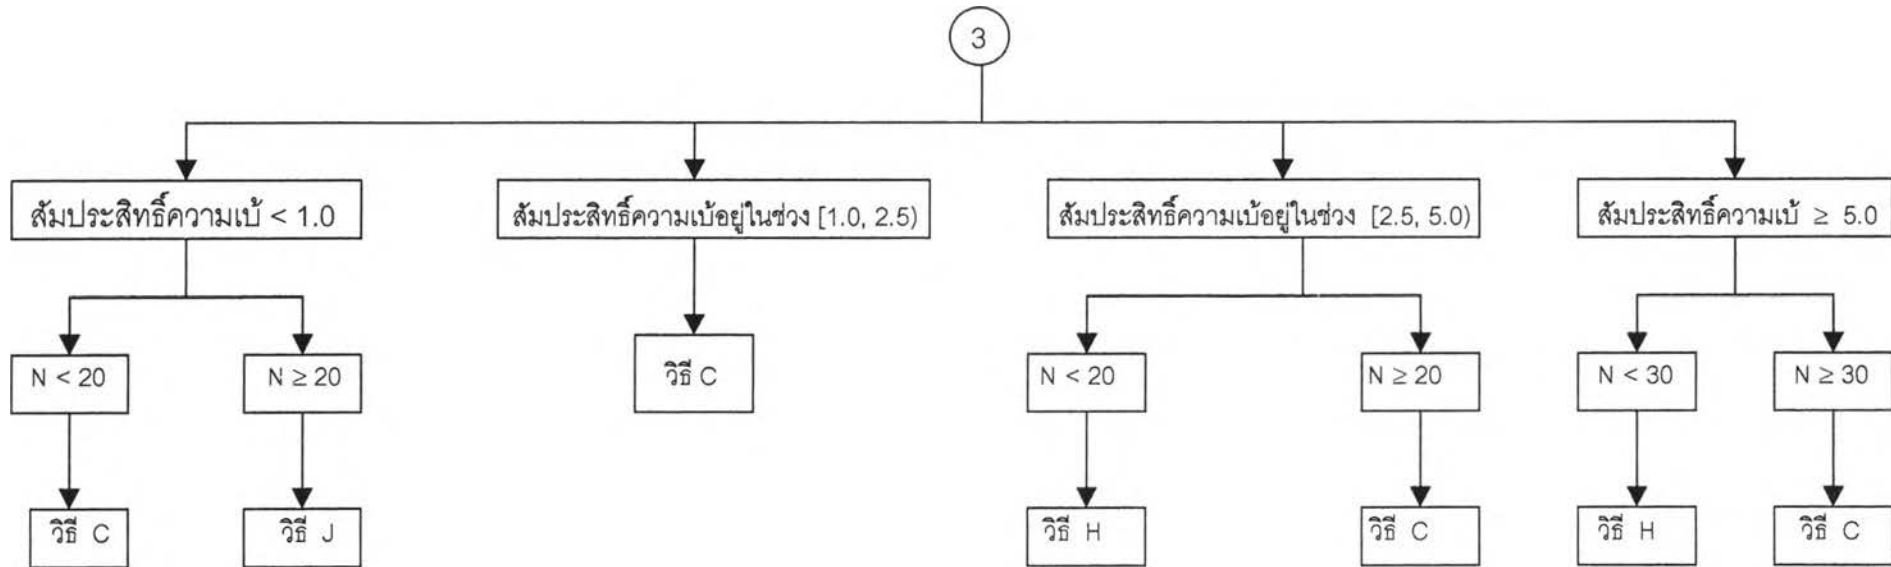 3
สัมประสิทธิ์ความเบ้ < 1.0
สัมประสิทธิ์ความเบ้อยู่ในช่วง [1.0, 2.5)
สัมประสิทธิ์ความเบ้อยู่ในช่วง [2.5, 5.0)
สัมประสิทธิ์ความเบ้ ≥ 5.0
N < 20
N ≥ 20
วิธี C
N < 20
N ≥ 20
N < 30
N ≥ 30
วิธี C
วิธี J
วิธี H
วิธี C
วิธี H
วิธี C